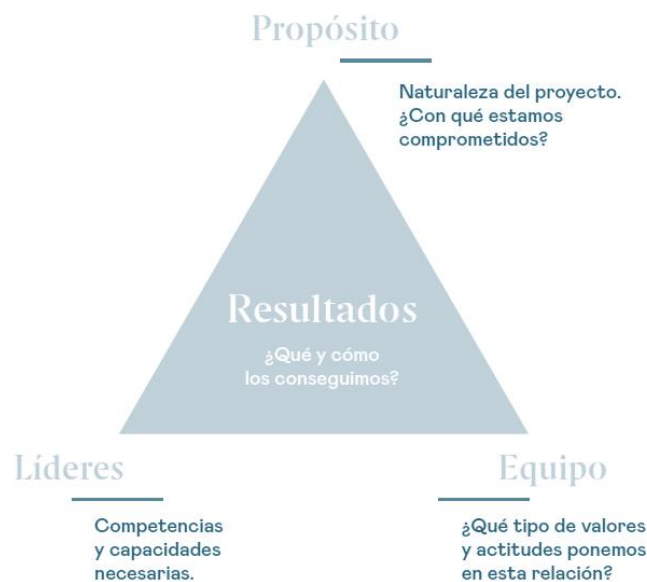 Propósito
Naturaleza del proyecto.
¿Con qué estamos
comprometidos?
Resultados
¿Qué y cómo
los conseguimos?
Líderes
Competencias
y capacidades
necesarias.
Equipo
¿Qué tipo de valores
y actitudes ponemos
en esta relación?